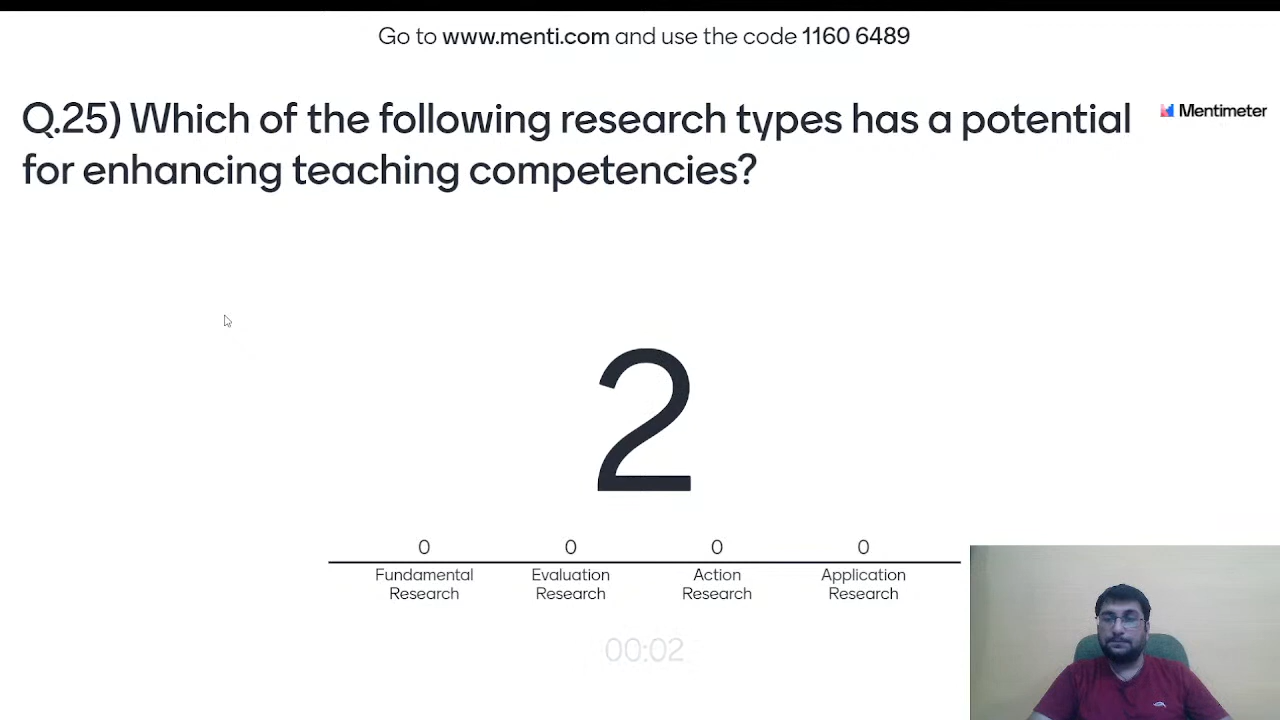 Go to www.menti.com and use the code 1160 6489
Q.25) Which of the following research types has a potential
for enhancing teaching competencies?
Mentimeter
2
0 0 0 0
Fundamental Research
Evaluation Research
Action Research
Application Research
00:02